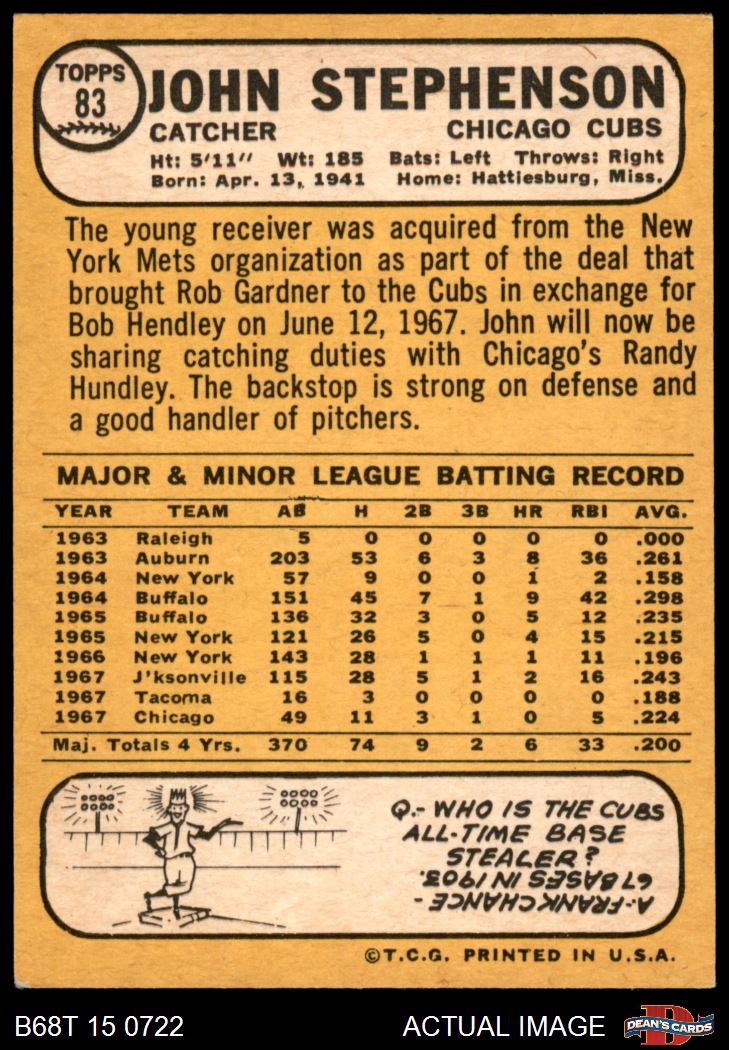 TOPPS
83
JOHN STEPHENSON
CATCHER CHICAGO CUBS
Ht: 5'11" Wt: 185 Bats: Left Throws: Right
Born: Apr. 13, 1941 Home: Hattiesburg, Miss.
The young receiver was acquired from the New
York Mets organization as part of the deal that
brought Rob Gardner to the Cubs in exchange for
Bob Hendley on June 12, 1967. John will now be
sharing catching duties with Chicago's Randy
Hundley. The backstop is strong on defense and
a good handler of pitchers.
MAJOR & MINOR LEAGUE BATTING RECORD
YEAR TEAM AB H 2B 3B HR RBI AVG.
1963 Raleigh 5 0 0 0 0 0 .000
1963 Auburn 203 53 6 3 8 36 .261
1964 New York 57 9 0 0 1 2 .158
1964 Buffalo 151 45 7 1 9 42 .298
1965 Buffalo 136 32 3 0 5 12 .235
1965 New York 121 26 5 0 4 15 .215
1966 New York 143 28 1 1 1 11 .196
1967 J'ksonville 115 28 5 1 2 16 .243
1967 Tacoma 16 3 0 0 0 0 .188
1967 Chicago 49 11 3 1 0 5 .224
Maj. Totals 4 Yrs. 370 74 9 2 6 33 .200
Q.- WHO IS THE CUBS
ALL-TIME BASE
STEALER?
A.- FRANK CHANCE -
67 BASES IN 1903.
©T.C.G. PRINTED IN U.S.A.
B68T 15 0722 ACTUAL IMAGE
D
DEAN'S CARDS